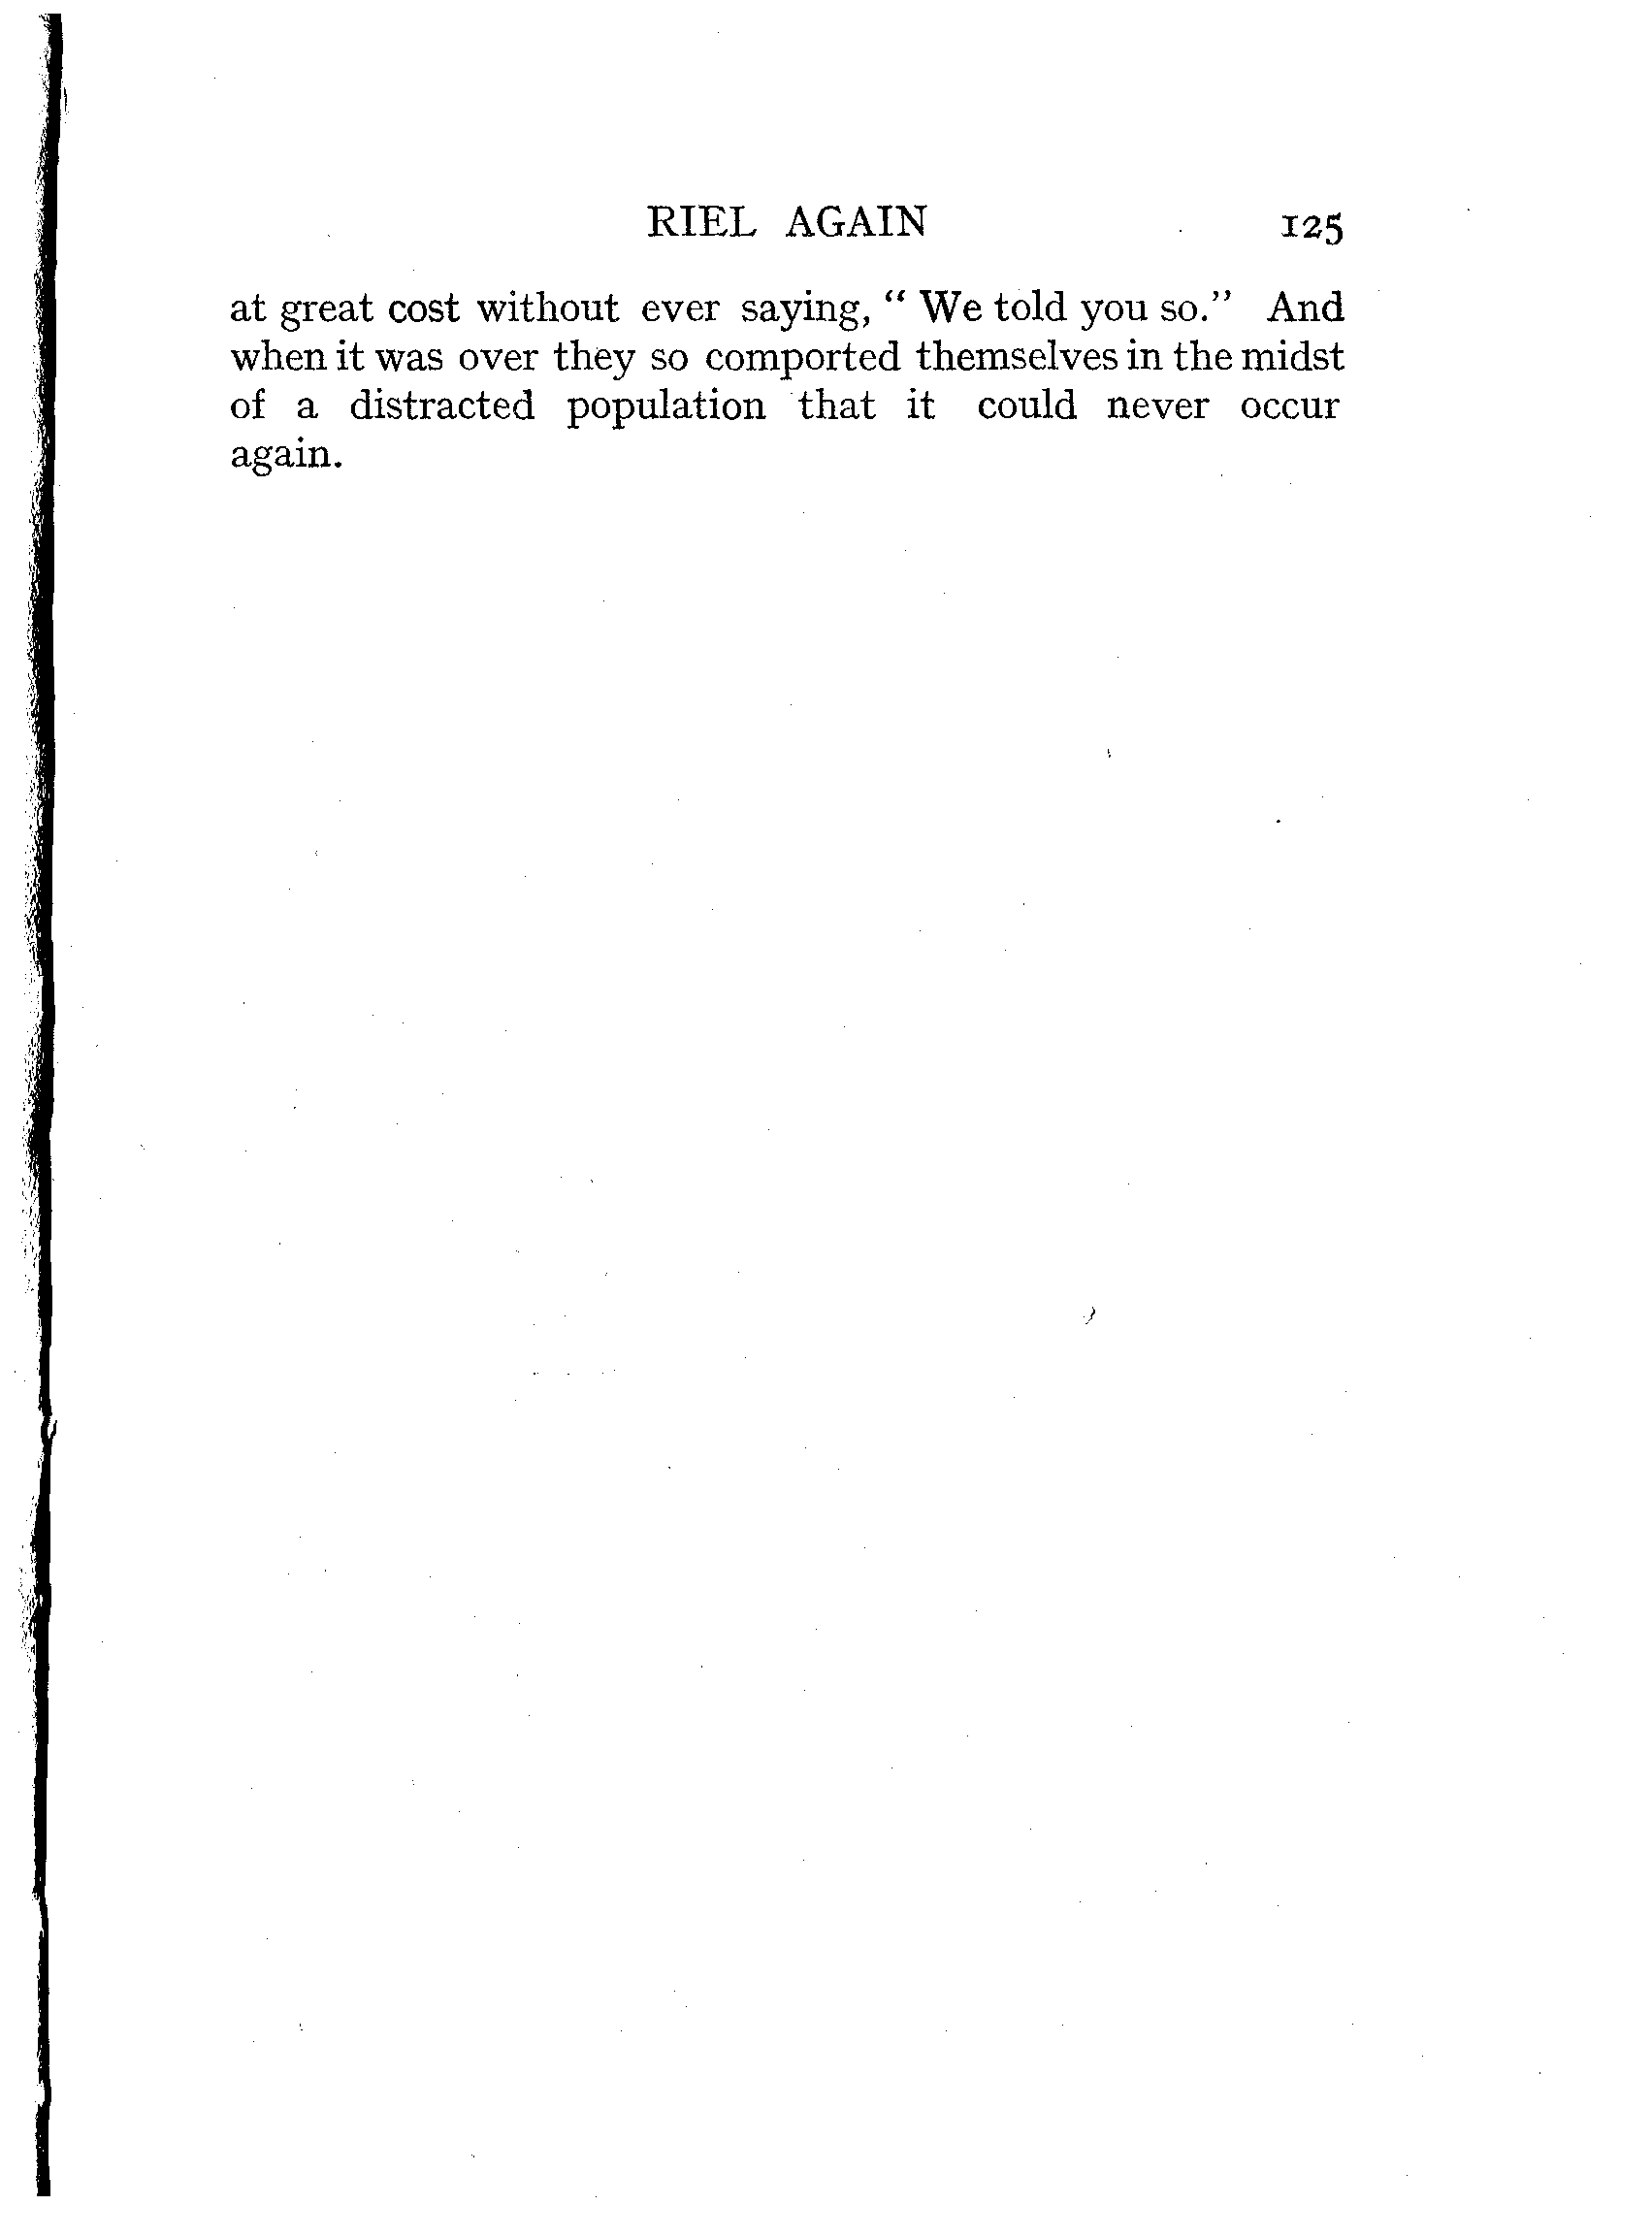 RIEL AGAIN 125
at great cost without ever saying, “ We told you so.” And
when it was over they so comported themselves in the midst
of a distracted population that it could never occur
again.